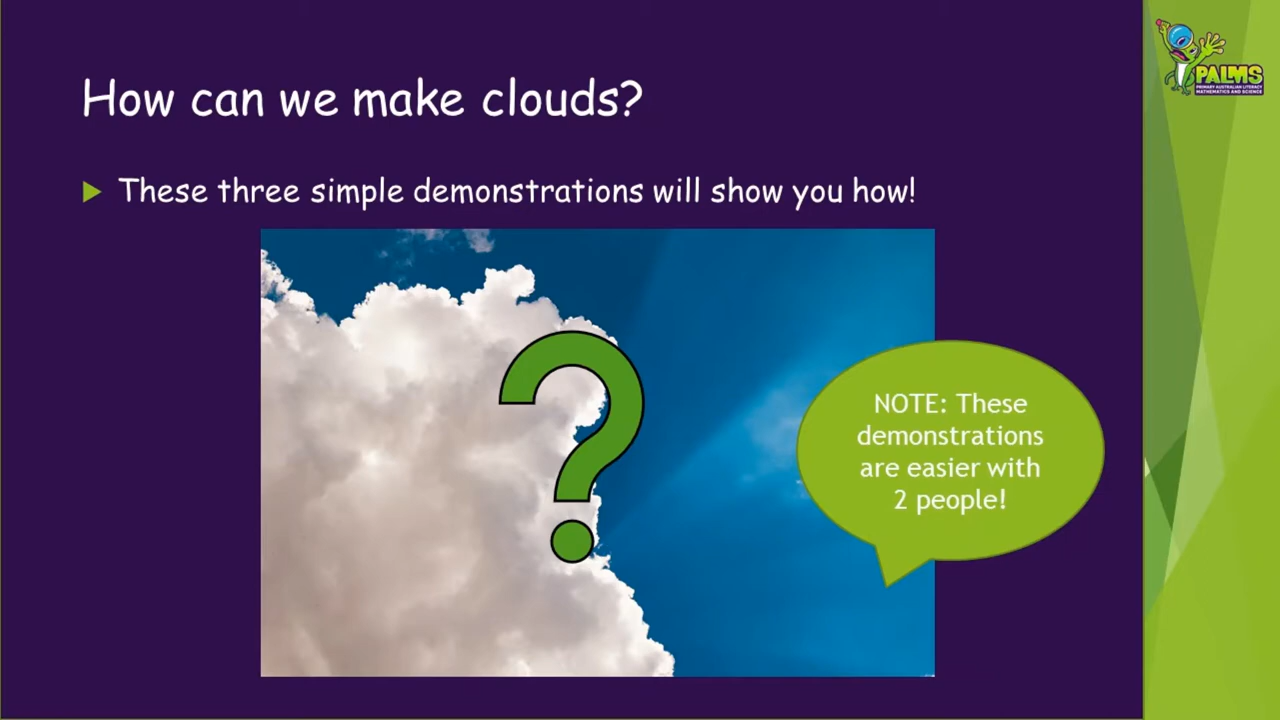 How can we make clouds?
These three simple demonstrations will show you how!
?
NOTE: These
demonstrations
are easier with
2 people!
PALMS
PRIMARY AUSTRALIAN LITERACY
MATHEMATICS AND SCIENCE